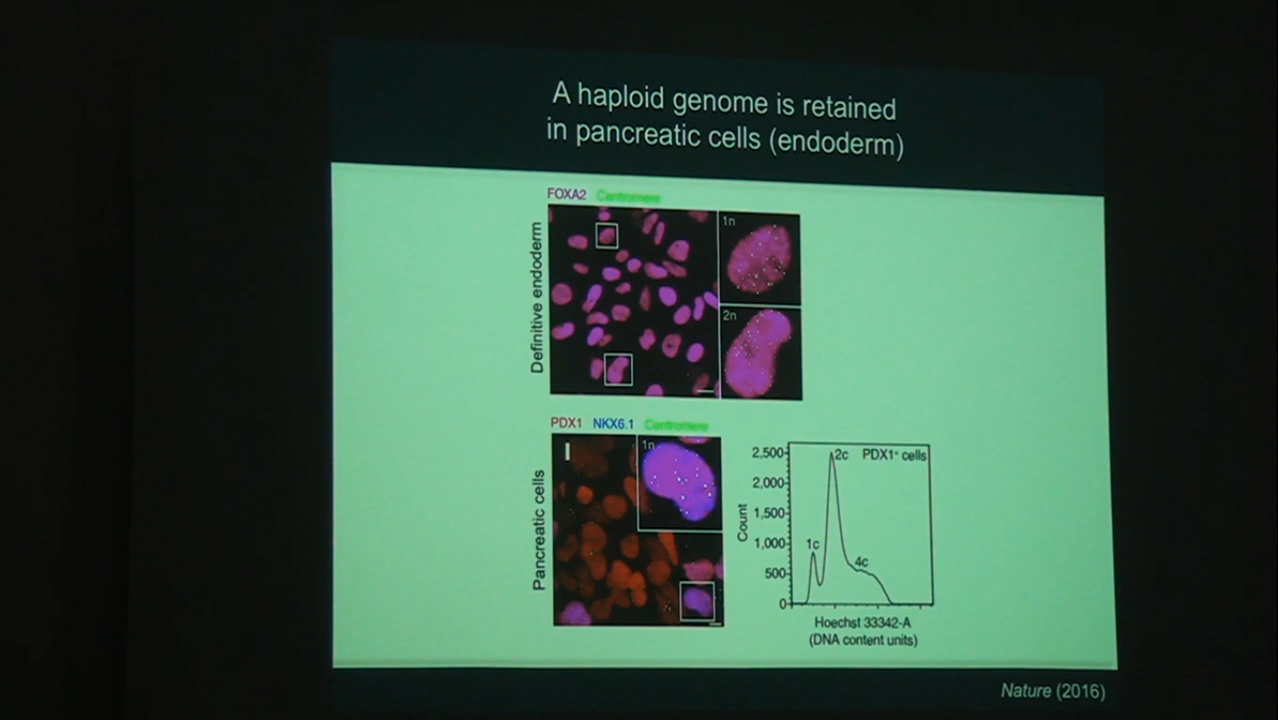 A haploid genome is retained
in pancreatic cells (endoderm)
FOXA2 Centromere
Definitive endoderm
1n
2n
PDX1 NKX6.1 Centromere
Pancreatic cells
1n
2,500
2,000
1,500
1,000
500
0
Count
1c
2c
4c
PDX1⁺ cells
Hoechst 33342-A
(DNA content units)
Nature (2016)